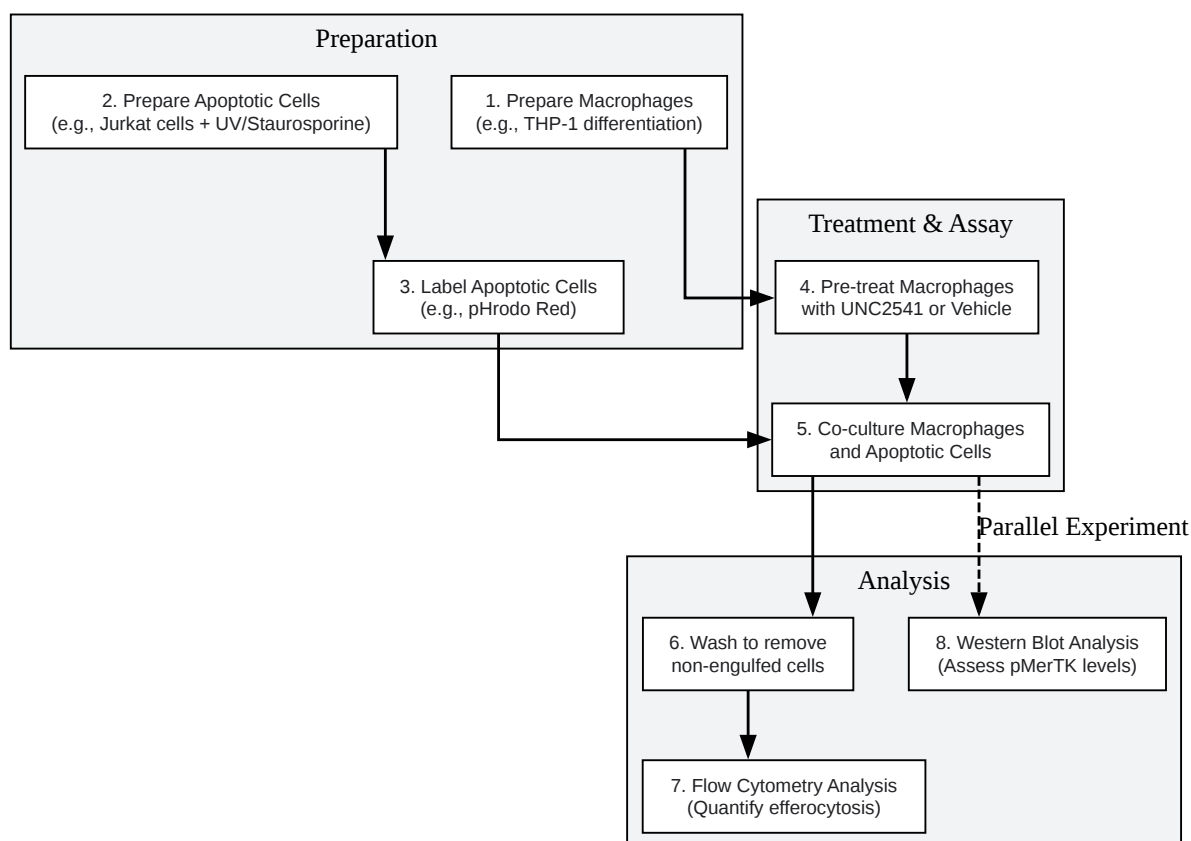 Preparation
2. Prepare Apoptotic Cells
(e.g., Jurkat cells + UV/Staurosporine)
1. Prepare Macrophages
(e.g., THP-1 differentiation)
3. Label Apoptotic Cells
(e.g., pHrodo Red)
Treatment & Assay
4. Pre-treat Macrophages
with UNC2541 or Vehicle
5. Co-culture Macrophages
and Apoptotic Cells
Parallel Experiment
Analysis
6. Wash to remove
non-engulfed cells
8. Western Blot Analysis
(Assess pMerTK levels)
7. Flow Cytometry Analysis
(Quantify efferocytosis)